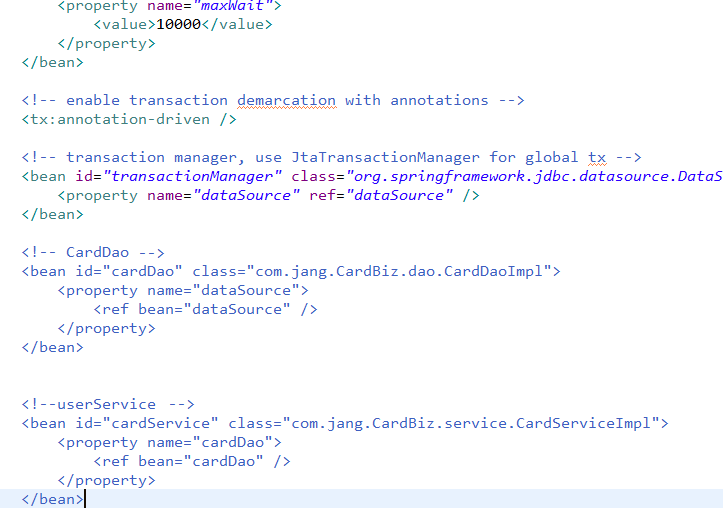 <property name="maxWait">
<value>10000</value>
</property>
</bean>
<!-- enable transaction demarcation with annotations -->
<tx:annotation-driven />
<!-- transaction manager, use JtaTransactionManager for global tx -->
<bean id="transactionManager" class="org.springframework.jdbc.datasource.DataS
<property name="dataSource" ref="dataSource" />
</bean>
<!-- CardDao -->
<bean id="cardDao" class="com.jang.CardBiz.dao.CardDaoImpl">
<property name="dataSource">
<ref bean="dataSource" />
</property>
</bean>
<!--userService -->
<bean id="cardService" class="com.jang.CardBiz.service.CardServiceImpl">
<property name="cardDao">
<ref bean="cardDao" />
</property>
</bean>